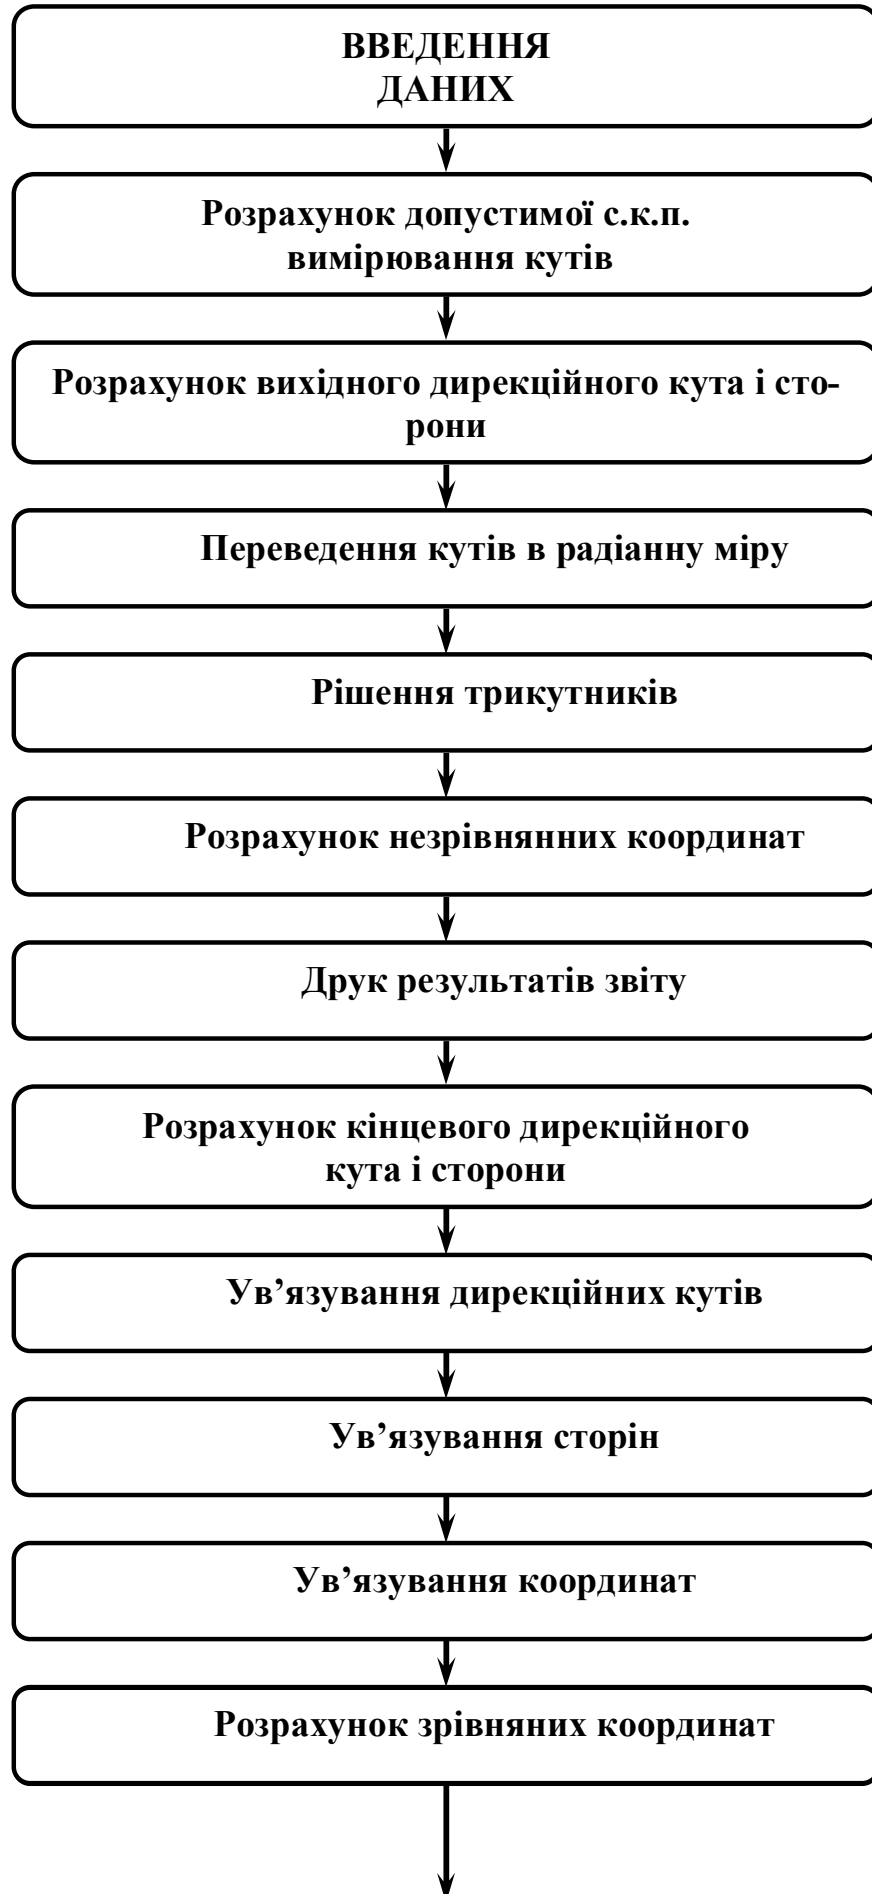 ВВЕДЕННЯ
ДАНИХ
Розрахунок допустимої с.к.п.
вимірювання кутів
Розрахунок вихідного дирекційного кута і сто-
рони
Переведення кутів в радіанну міру
Рішення трикутників
Розрахунок незрівнянних координат
Друк результатів звіту
Розрахунок кінцевого дирекційного
кута і сторони
Ув’язування дирекційних кутів
Ув’язування сторін
Ув’язування координат
Розрахунок зрівняних координат